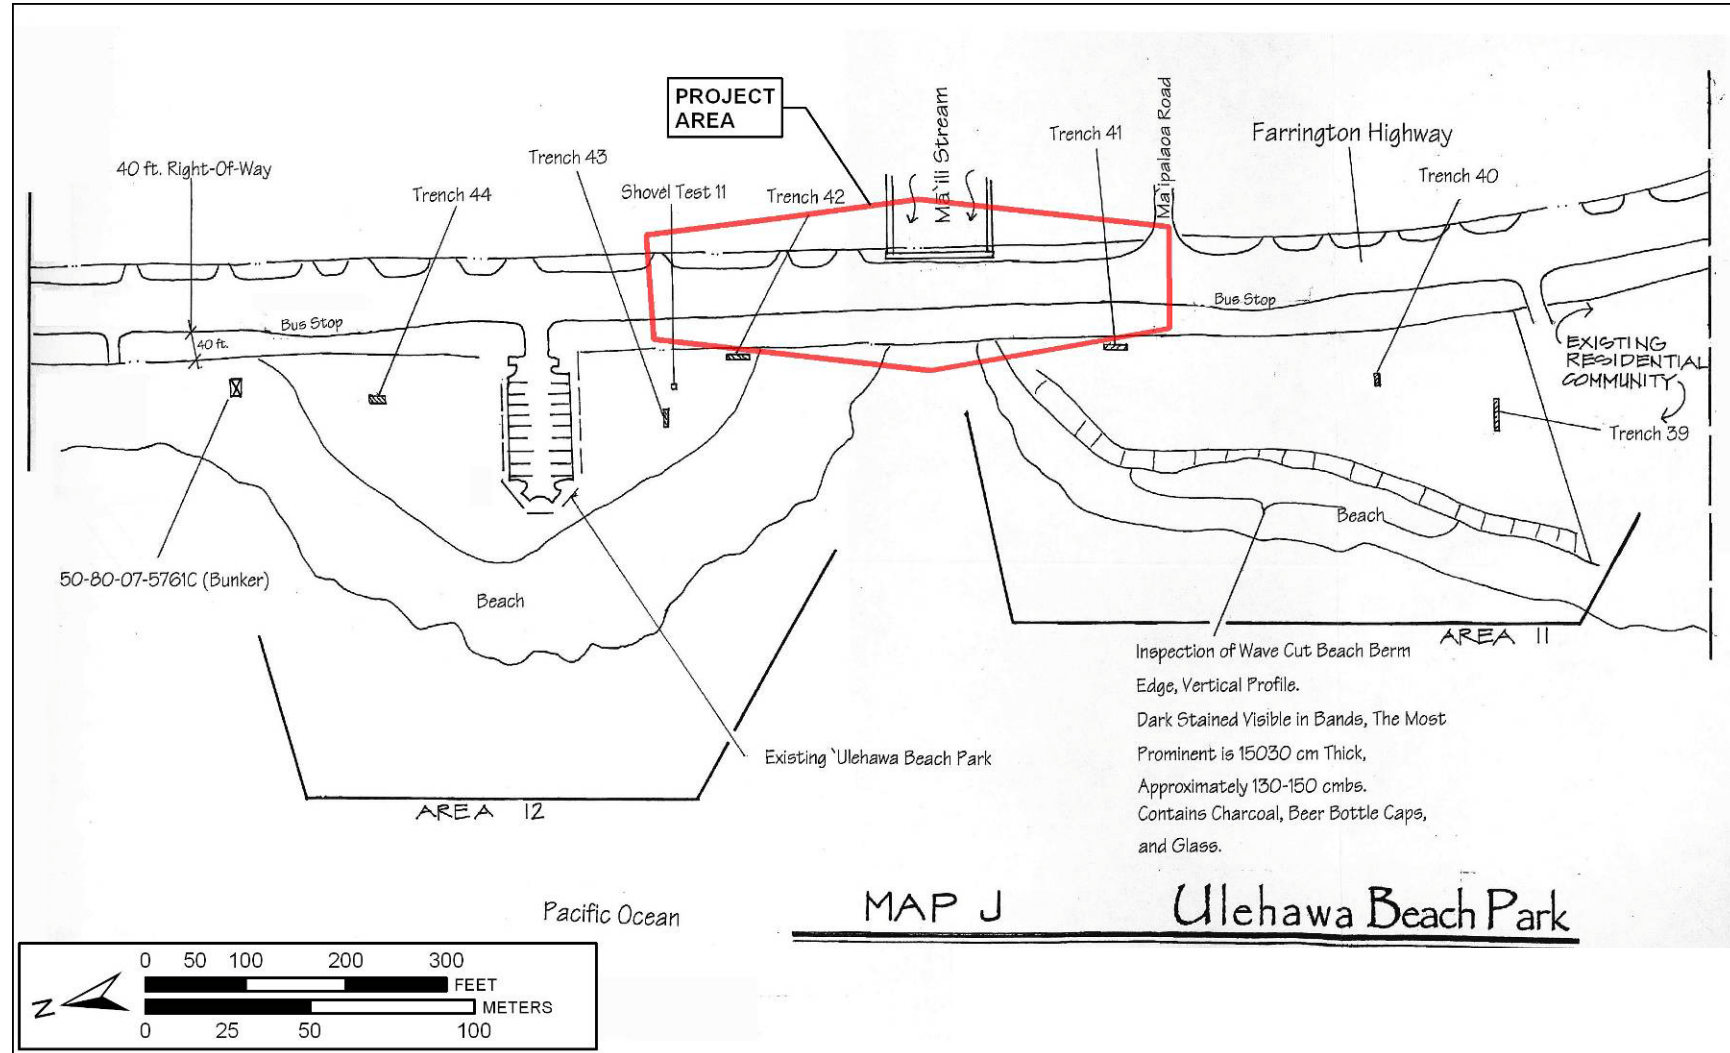 PROJECT
AREA
Mā`ili Stream
Mā`ipalaoa Road
Trench 41
Farrington Highway
40 ft. Right-Of-Way
Trench 43
Trench 44
Shovel Test 11
Trench 42
Trench 40
Bus Stop
Bus Stop
40 ft.
EXISTING
RESIDENTIAL
COMMUNITY
Trench 39
50-80-07-5761C (Bunker)
Beach
Beach
AREA 11
Inspection of Wave Cut Beach Berm
Edge, Vertical Profile.
Dark Stained Visible in Bands, The Most
Prominent is 15030 cm Thick,
Approximately 130-150 cmbs.
Contains Charcoal, Beer Bottle Caps,
and Glass.
Existing `Ulehawa Beach Park
AREA 12
Pacific Ocean
MAP J
Ulehawa Beach Park
0 50 100 200 300
FEET
METERS
0 25 50 100
Z